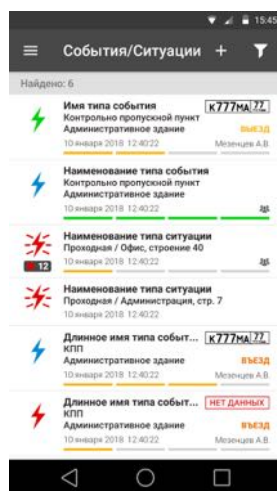 15:45
События/Ситуации
Найдено: 6
Имя типа события К777МА 77
Контрольно пропускной пункт
Административное здание ВЫЕЗД
10 января 2018 12:40:22 Мезенцев А.В.
Наименование типа события
Контрольно пропускной пункт
Административное здание
10 января 2018 12:40:22
Наименование типа ситуации
Проходная / Офис, строение 40
12 10 января 2018 12:40:22
Наименование типа ситуации
Проходная / Администрация, стр. 7
10 января 2018 12:40:22
Длинное имя типа событ... К777МА 77
КПП
Административное здание ВЪЕЗД
10 января 2018 12:40:22 Мезенцев А.В.
Длинное имя типа событ... НЕТ ДАННЫХ
КПП
Административное здание ВЪЕЗД
10 января 2018 12:40:22 Мезенцев А.В.